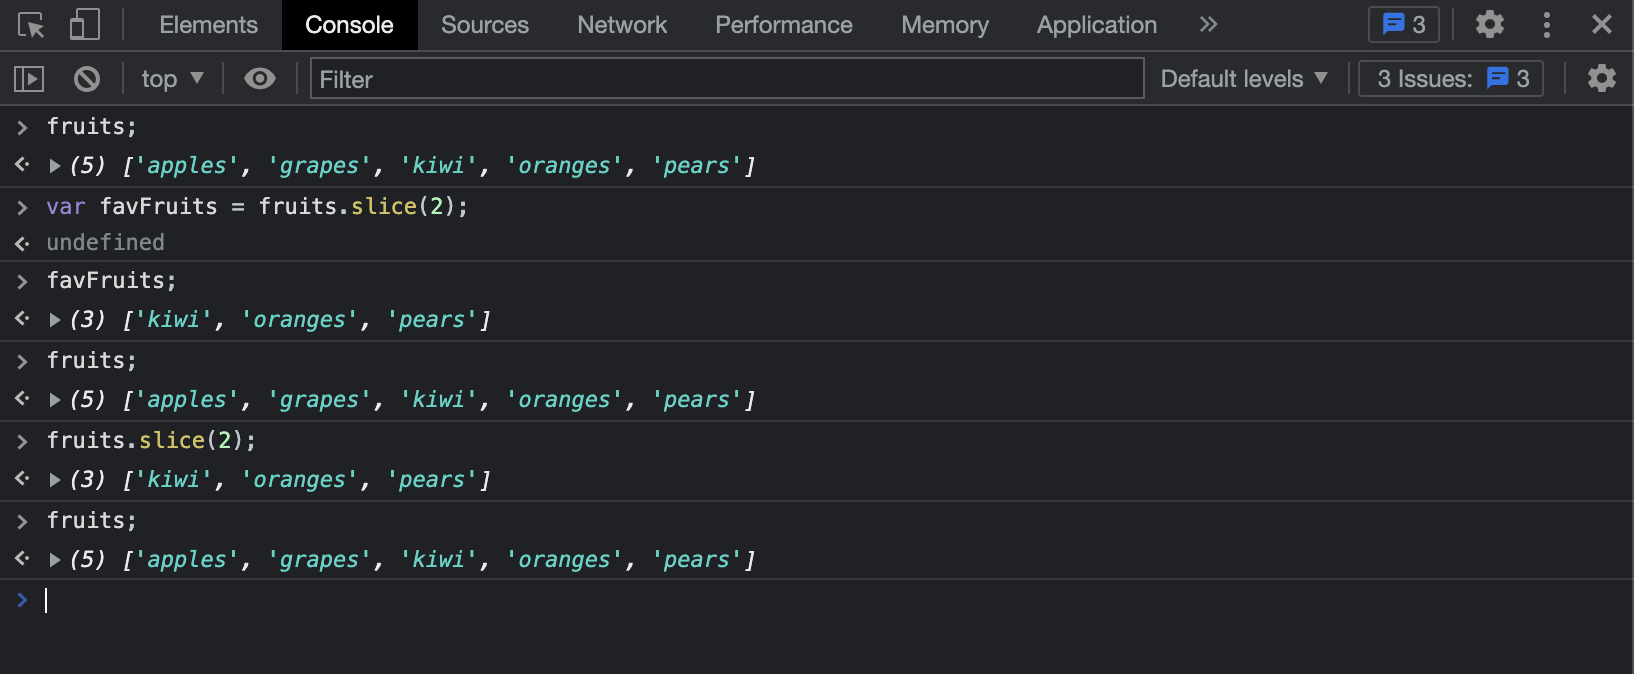 Elements Console Sources Network Performance Memory Application 3
top Filter Default levels 3 Issues: 3
fruits;
(5) ['apples', 'grapes', 'kiwi', 'oranges', 'pears']
var favFruits = fruits.slice(2);
undefined
favFruits;
(3) ['kiwi', 'oranges', 'pears']
fruits;
(5) ['apples', 'grapes', 'kiwi', 'oranges', 'pears']
fruits.slice(2);
(3) ['kiwi', 'oranges', 'pears']
fruits;
(5) ['apples', 'grapes', 'kiwi', 'oranges', 'pears']